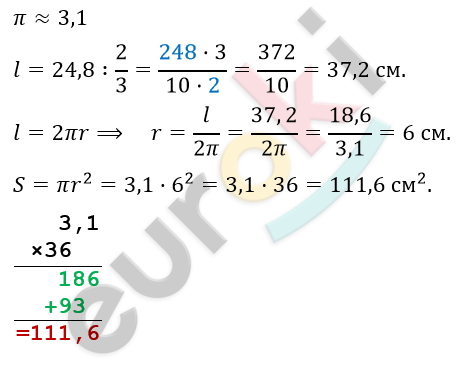 π ≈ 3,1
l = 24,8 : 2/3 = 248 · 3 / 10 · 2 = 372/10 = 37,2 см.
l = 2πr ⟹ r = l/2π = 37,2/2π = 18,6/3,1 = 6 см.
S = πr² = 3,1 · 6² = 3,1 · 36 = 111,6 см².
3,1
×36
186
+93
=111,6
euroki